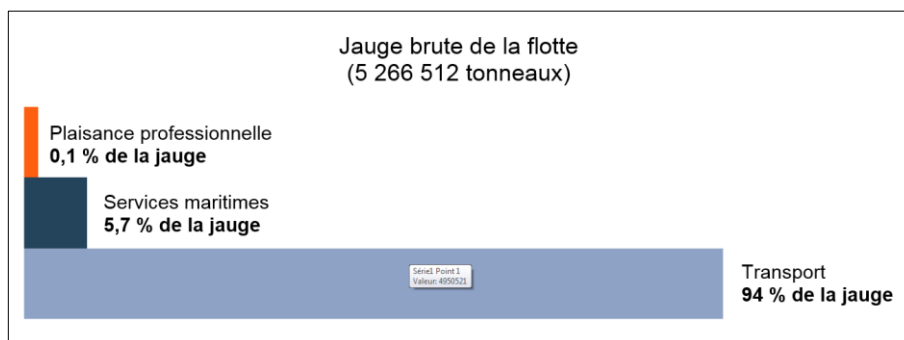 Jauge brute de la flotte
(5 266 512 tonneaux)
Plaisance professionnelle
0,1 % de la jauge
Services maritimes
5,7 % de la jauge
Série1 Point 1
Valeur: 4950521
Transport
94 % de la jauge